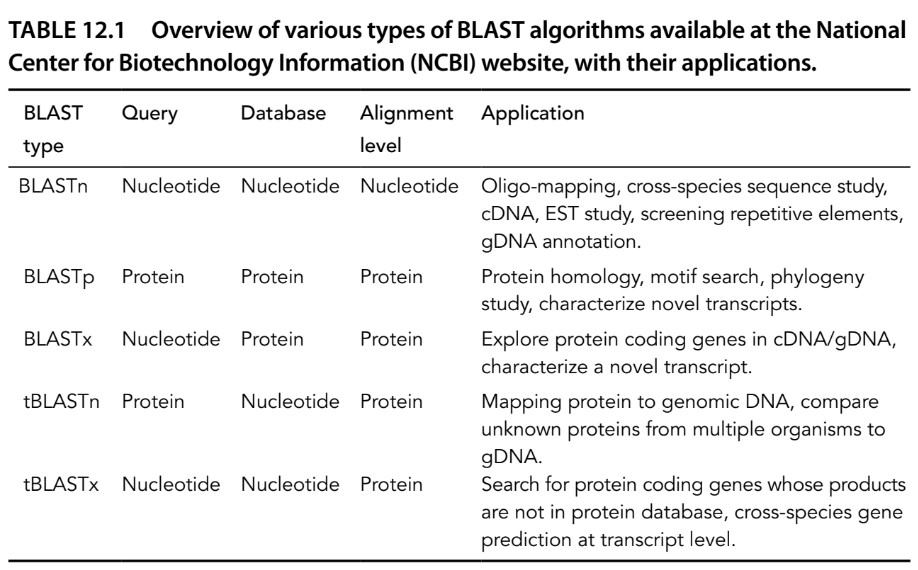 TABLE 12.1 Overview of various types of BLAST algorithms available at the National
Center for Biotechnology Information (NCBI) website, with their applications.
BLAST type Query Database Alignment level Application
BLASTn Nucleotide Nucleotide Nucleotide Oligo-mapping, cross-species sequence study,
cDNA, EST study, screening repetitive elements,
gDNA annotation.
BLASTp Protein Protein Protein Protein homology, motif search, phylogeny
study, characterize novel transcripts.
BLASTx Nucleotide Protein Protein Explore protein coding genes in cDNA/gDNA,
characterize a novel transcript.
tBLASTn Protein Nucleotide Protein Mapping protein to genomic DNA, compare
unknown proteins from multiple organisms to
gDNA.
tBLASTx Nucleotide Nucleotide Protein Search for protein coding genes whose products
are not in protein database, cross-species gene
prediction at transcript level.